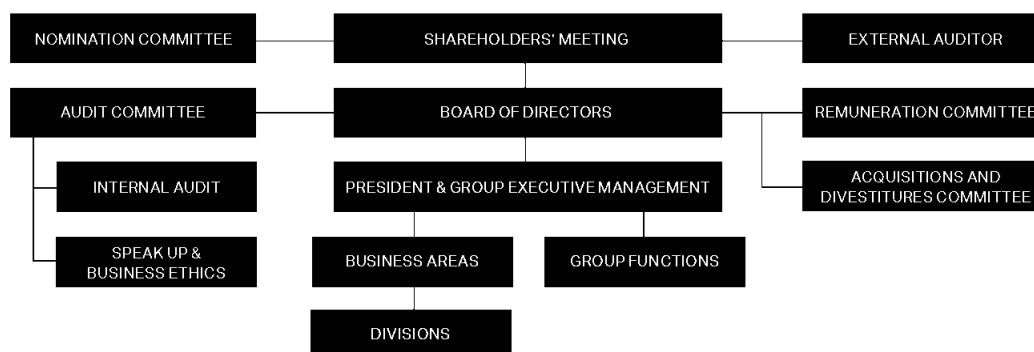 NOMINATION COMMITTEE
SHAREHOLDERS' MEETING
EXTERNAL AUDITOR
AUDIT COMMITTEE
BOARD OF DIRECTORS
REMUNERATION COMMITTEE
INTERNAL AUDIT
PRESIDENT & GROUP EXECUTIVE MANAGEMENT
ACQUISITIONS AND
DIVESTITURES COMMITTEE
SPEAK UP &
BUSINESS ETHICS
BUSINESS AREAS
GROUP FUNCTIONS
DIVISIONS